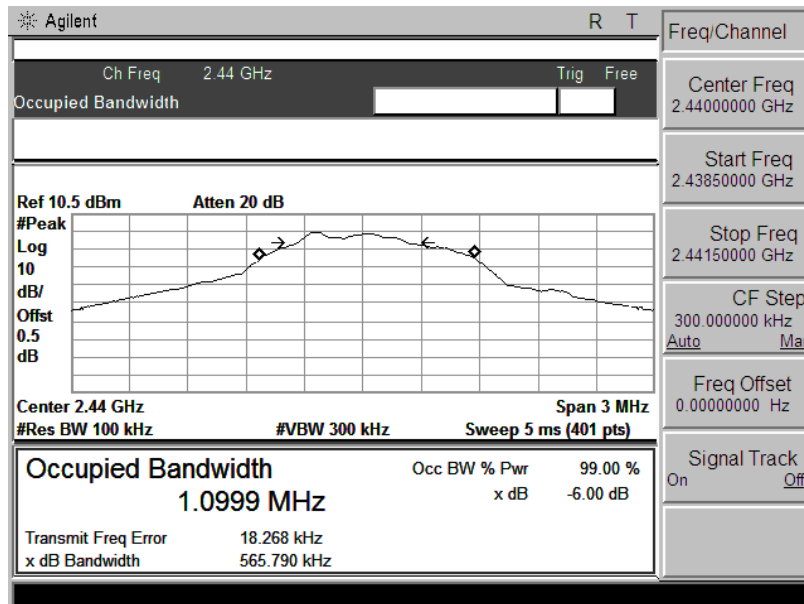 Agilent R T
Ch Freq 2.44 GHz Trig Free
Occupied Bandwidth
Ref 10.5 dBm Atten 20 dB
#Peak
Log
10
dB/
Offst
0.5
dB
Center 2.44 GHz Span 3 MHz
#Res BW 100 kHz #VBW 300 kHz Sweep 5 ms (401 pts)
Occupied Bandwidth Occ BW % Pwr 99.00 %
1.0999 MHz x dB -6.00 dB
Transmit Freq Error 18.268 kHz
x dB Bandwidth 565.790 kHz
Freq/Channel
Center Freq
2.44000000 GHz
Start Freq
2.43850000 GHz
Stop Freq
2.44150000 GHz
CF Step
300.000000 kHz
Auto Ma
Freq Offset
0.00000000 Hz
Signal Track
On Off